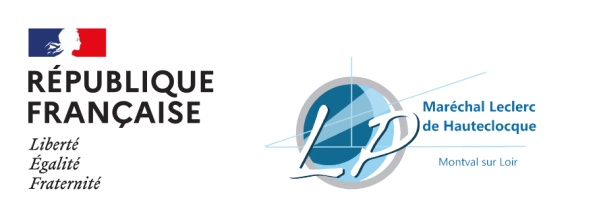 RÉPUBLIQUE
FRANÇAISE
Liberté
Égalité
Fraternité
LP
Maréchal Leclerc
de Hauteclocque
Montval sur Loir